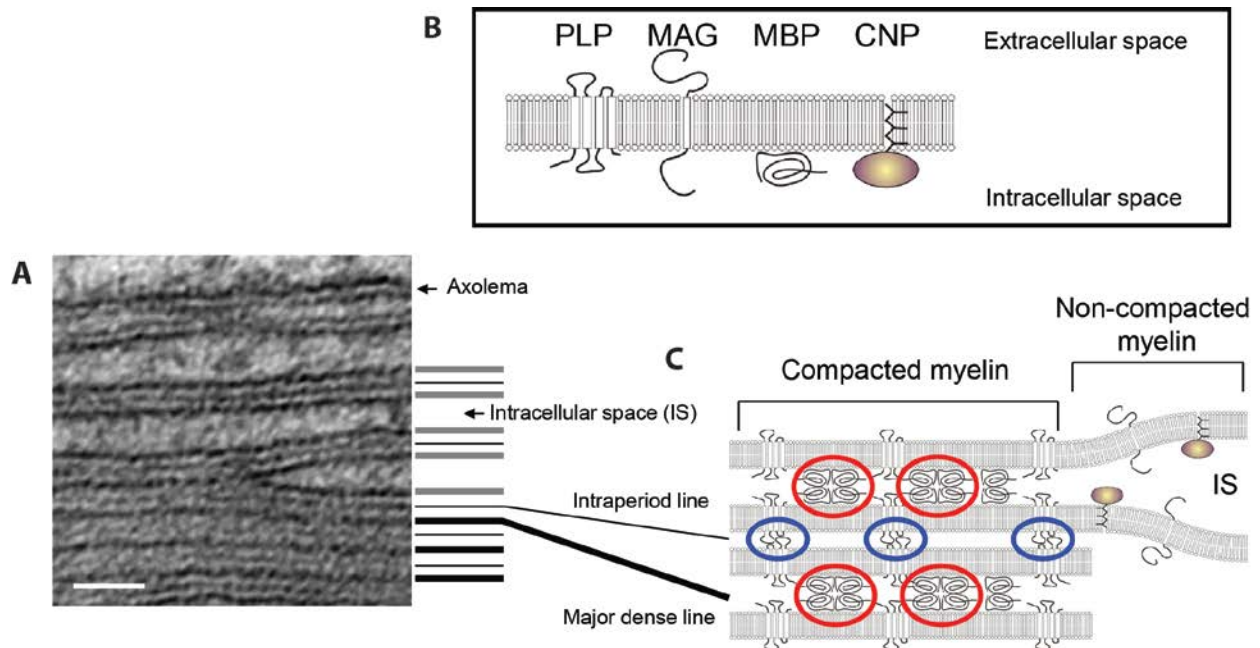 B
PLP MAG MBP CNP
Extracellular space
Intracellular space
A
Axolema
Intracellular space (IS)
Intraperiod line
Major dense line
C
Compacted myelin
Non-compacted
myelin
IS